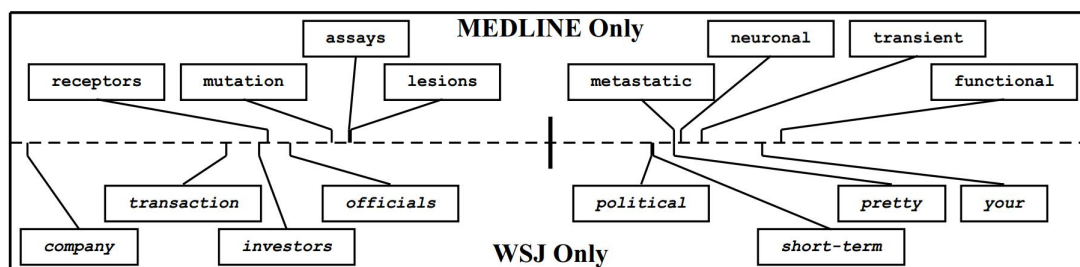 MEDLINE Only
assays neuronal transient
receptors mutation lesions metastatic functional
transaction officials political pretty your
company investors short-term
WSJ Only